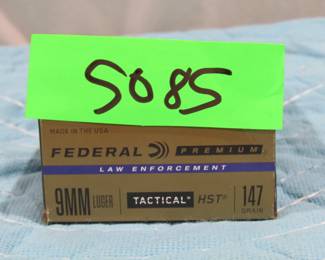 5085
MADE IN THE USA
FEDERAL PREMIUM
LAW ENFORCEMENT
9MM LUGER TACTICAL HST 147 GRAIN